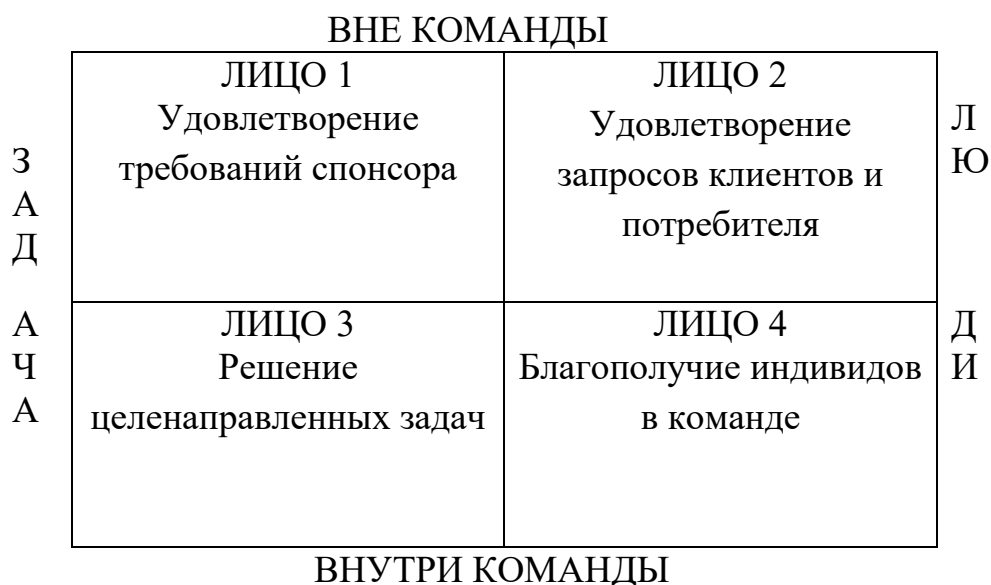 ВНЕ КОМАНДЫ
ЛИЦО 1
Удовлетворение
требований спонсора
ЛИЦО 2
Удовлетворение
запросов клиентов и
потребителя
З
А
Д
А
Ч
А
Л
Ю
Д
И
ЛИЦО 3
Решение
целенаправленных задач
ЛИЦО 4
Благополучие индивидов
в команде
ВНУТРИ КОМАНДЫ